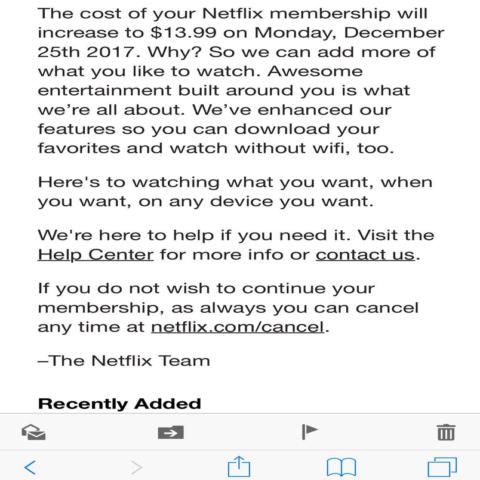 The cost of your Netflix membership will
increase to $13.99 on Monday, December
25th 2017. Why? So we can add more of
what you like to watch. Awesome
entertainment built around you is what
we’re all about. We’ve enhanced our
features so you can download your
favorites and watch without wifi, too.
Here's to watching what you want, when
you want, on any device you want.
We're here to help if you need it. Visit the
Help Center for more info or contact us.
If you do not wish to continue your
membership, as always you can cancel
any time at netflix.com/cancel.
–The Netflix Team
Recently Added